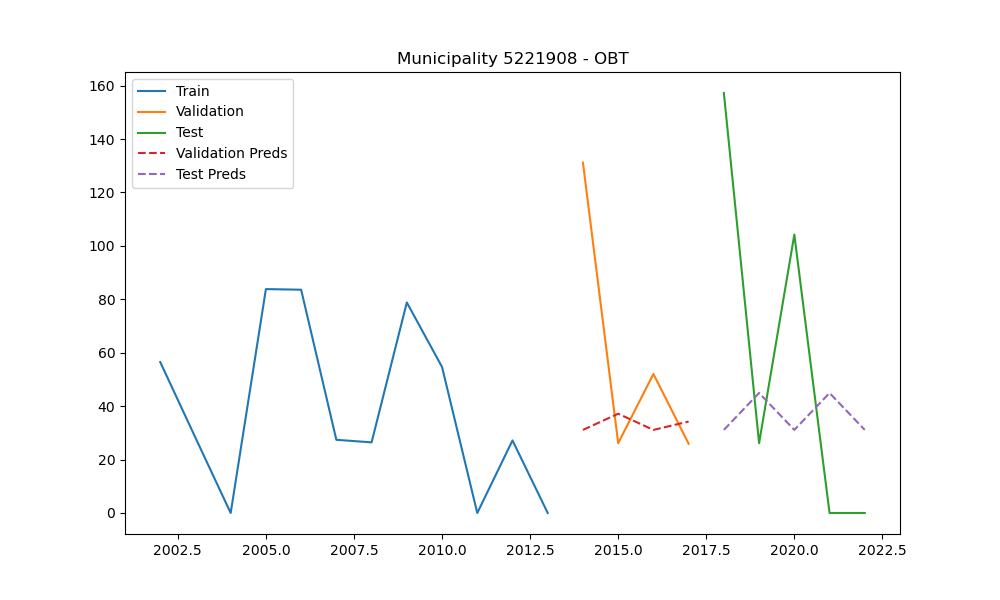 Municipality 5221908 - OBT
160
140
120
100
80
60
40
20
0
Train
Validation
Test
Validation Preds
Test Preds
2002.5 2005.0 2007.5 2010.0 2012.5 2015.0 2017.5 2020.0 2022.5